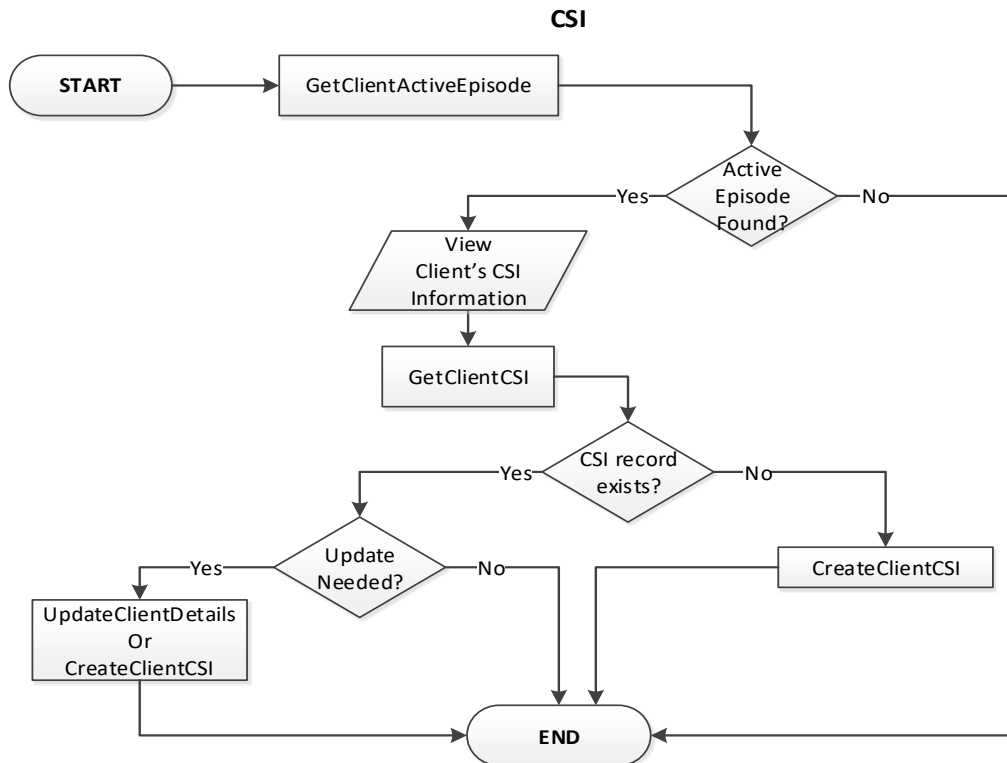 CSI
START
GetClientActiveEpisode
Active
Episode
Found?
Yes
No
View
Client’s CSI
Information
GetClientCSI
CSI record
exists?
Yes
No
Update
Needed?
Yes
No
CreateClientCSI
UpdateClientDetails
Or
CreateClientCSI
END